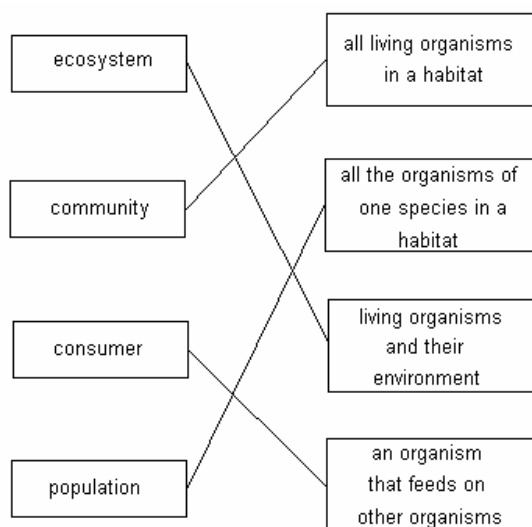 ecosystem
all living organisms
in a habitat
community
all the organisms of
one species in a
habitat
consumer
living organisms
and their
environment
population
an organism
that feeds on
other organisms